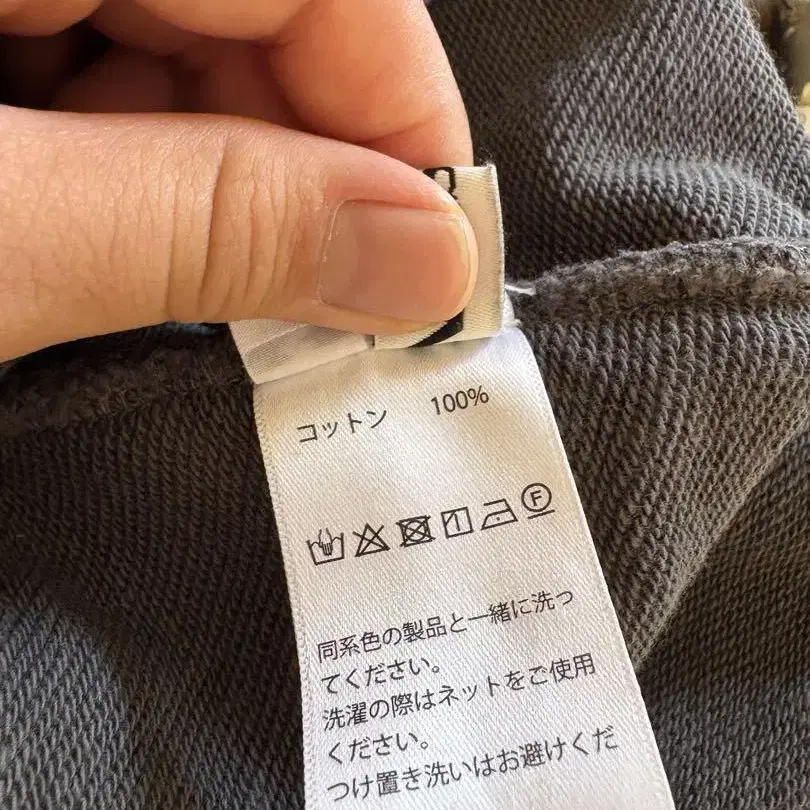 コットン 100%
F
同系色の製品と一緒に洗っ
てください。
洗濯の際はネットをご使用
ください。
つけ置き洗いはお避けくだ